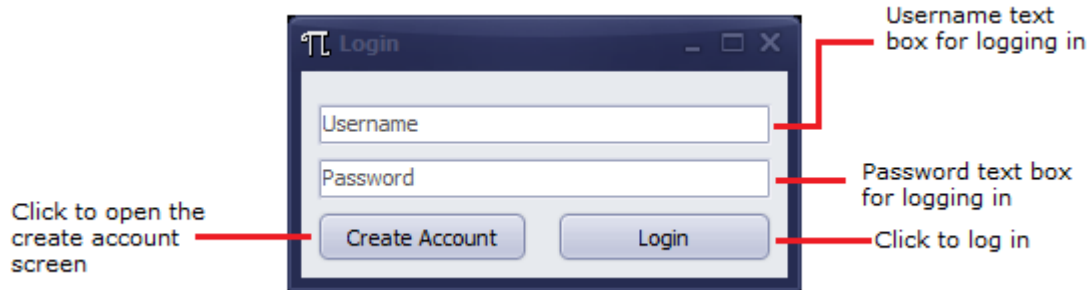 Username text
box for logging in
Login
Username
Password
Password text box
for logging in
Click to open the
create account
screen
Create Account
Login
Click to log in